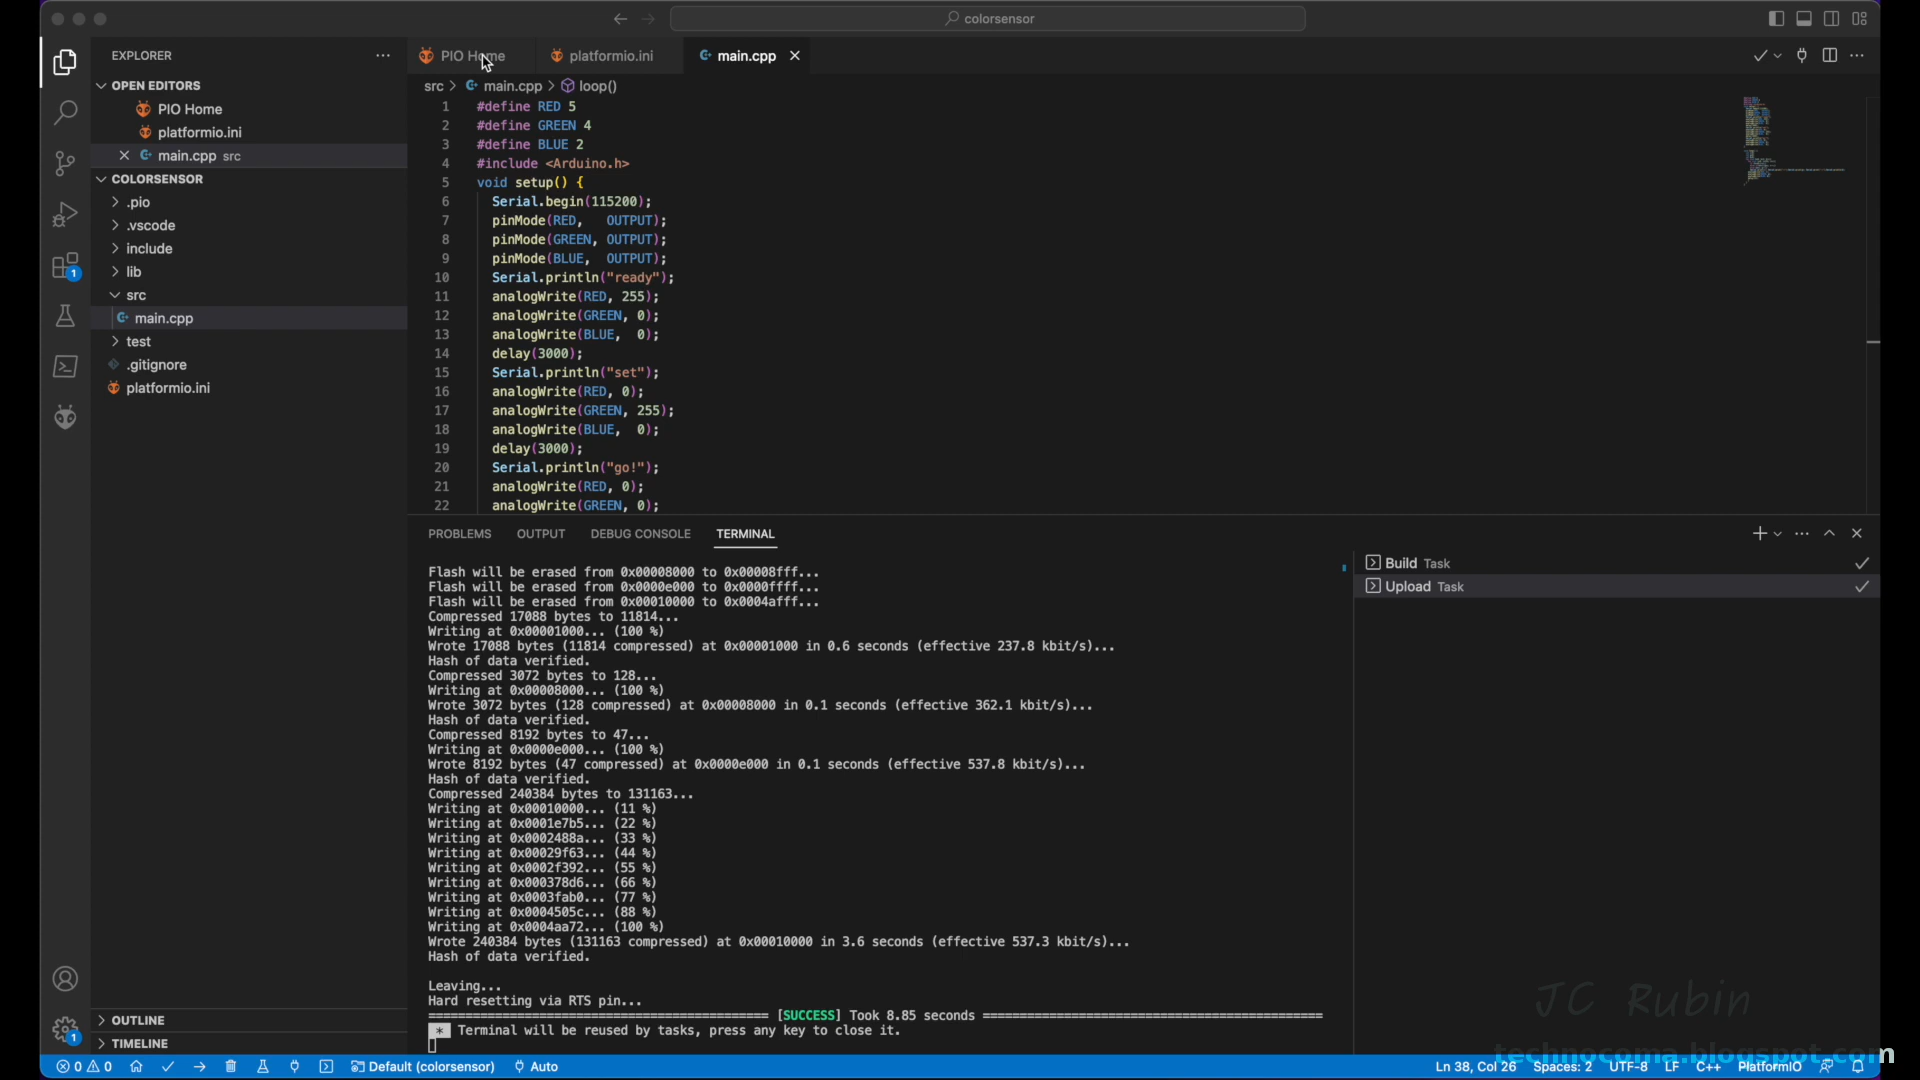 colorsensor
EXPLORER
PIO Home
platformio.ini
main.cpp
OPEN EDITORS
PIO Home
platformio.ini
main.cpp src
COLORSENSOR
.pio
.vscode
include
lib
src
main.cpp
test
.gitignore
platformio.ini
OUTLINE
TIMELINE
src > main.cpp > loop()
1 #define RED 5
2 #define GREEN 4
3 #define BLUE 2
4 #include <Arduino.h>
5 void setup() {
6 Serial.begin(115200);
7 pinMode(RED,   OUTPUT);
8 pinMode(GREEN, OUTPUT);
9 pinMode(BLUE,  OUTPUT);
10 Serial.println("ready");
11 analogWrite(RED, 255);
12 analogWrite(GREEN, 0);
13 analogWrite(BLUE,  0);
14 delay(3000);
15 Serial.println("set");
16 analogWrite(RED, 0);
17 analogWrite(GREEN, 255);
18 analogWrite(BLUE,  0);
19 delay(3000);
20 Serial.println("go!");
21 analogWrite(RED, 0);
22 analogWrite(GREEN, 0);
PROBLEMS OUTPUT DEBUG CONSOLE TERMINAL
Flash will be erased from 0x00008000 to 0x00008fff...
Flash will be erased from 0x0000e000 to 0x0000ffff...
Flash will be erased from 0x00010000 to 0x0004afff...
Compressed 17088 bytes to 11814...
Writing at 0x00001000... (100 %)
Wrote 17088 bytes (11814 compressed) at 0x00001000 in 0.6 seconds (effective 237.8 kbit/s)...
Hash of data verified.
Compressed 3072 bytes to 128...
Writing at 0x00008000... (100 %)
Wrote 3072 bytes (128 compressed) at 0x00008000 in 0.1 seconds (effective 362.1 kbit/s)...
Hash of data verified.
Compressed 8192 bytes to 47...
Writing at 0x0000e000... (100 %)
Wrote 8192 bytes (47 compressed) at 0x0000e000 in 0.1 seconds (effective 537.8 kbit/s)...
Hash of data verified.
Compressed 240384 bytes to 131163...
Writing at 0x00010000... (11 %)
Writing at 0x0001e7b5... (22 %)
Writing at 0x0002488a... (33 %)
Writing at 0x00029f63... (44 %)
Writing at 0x0002f392... (55 %)
Writing at 0x000378d6... (66 %)
Writing at 0x0003fab0... (77 %)
Writing at 0x0004505c... (88 %)
Writing at 0x0004aa72... (100 %)
Wrote 240384 bytes (131163 compressed) at 0x00010000 in 3.6 seconds (effective 537.3 kbit/s)...
Hash of data verified.
Leaving...
Hard resetting via RTS pin...
[SUCCESS] Took 8.85 seconds
* Terminal will be reused by tasks, press any key to close it.
Build Task
Upload Task
JC Rubin
technocoma.blogspot.com
0 0 Default (colorsensor) Auto Ln 38, Col 26 Spaces: 2 UTF-8 LF C++ PlatformIO